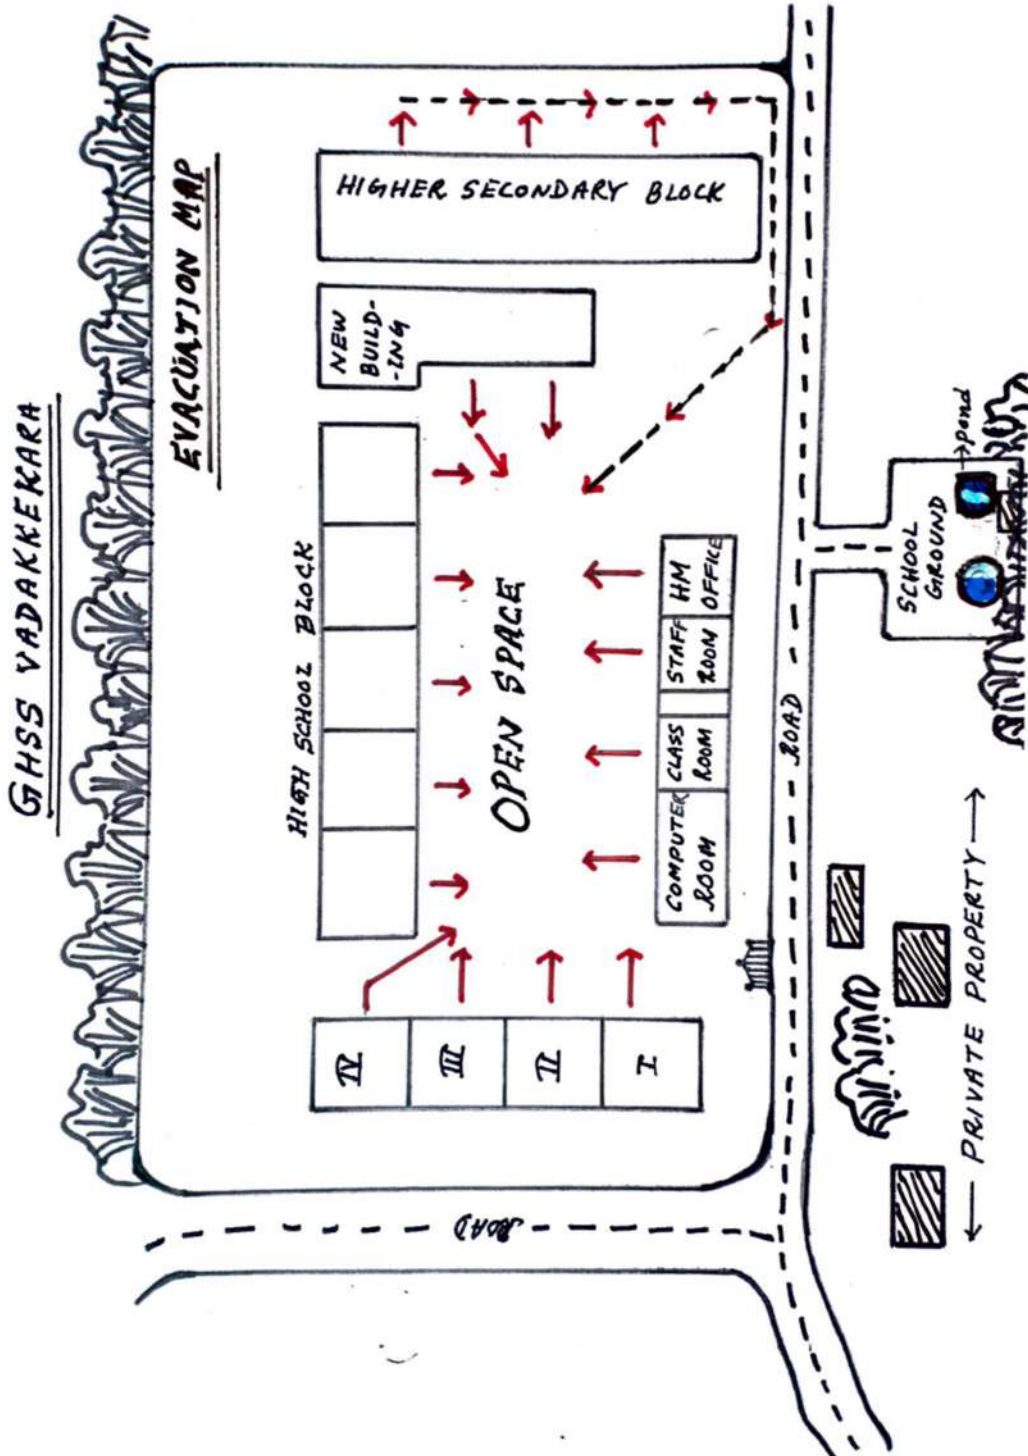 GHSS VADAKKEKARA
EVACUATION MAP
HIGH SCHOOL BLOCK
NEW
BUILD-
-ING
HIGHER SECONDARY BLOCK
OPEN SPACE
IV
III
II
I
COMPUTER
ROOM
CLASS
ROOM
STAFF
ROOM
HM
OFFICE
ROAD
ROAD
SCHOOL
GROUND
pond
PRIVATE PROPERTY